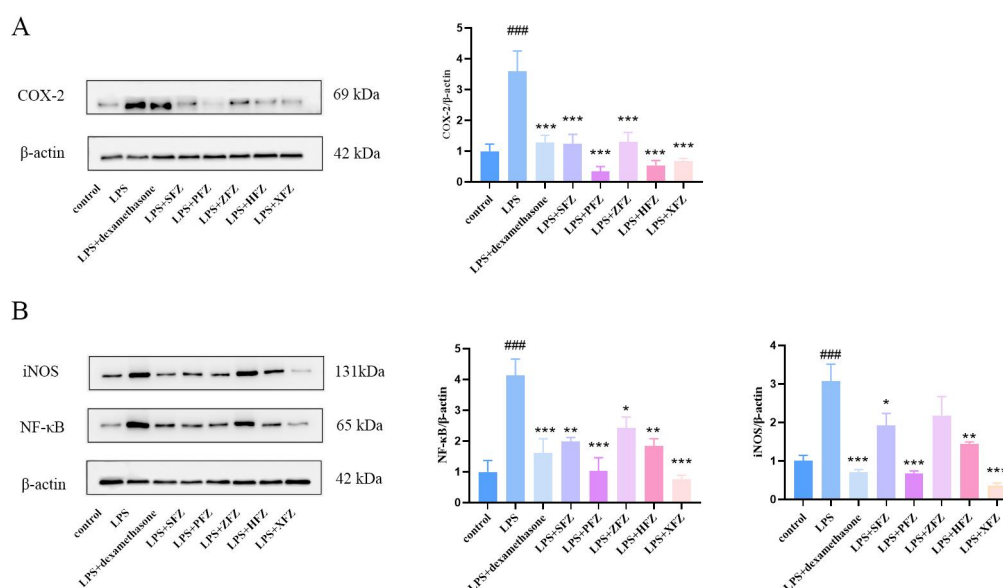 A
COX-2
69 kDa
β-actin
42 kDa
control
LPS
LPS+dexamethasone
LPS+SFZ
LPS+PFZ
LPS+ZFZ
LPS+HFZ
LPS+XFZ
COX-2/β-actin
5
4
3
2
1
0
###
***
***
***
***
***
***
control
LPS
LPS+dexamethasone
LPS+SFZ
LPS+PFZ
LPS+ZFZ
LPS+HFZ
LPS+XFZ
B
iNOS
131kDa
NF-κB
65 kDa
β-actin
42 kDa
control
LPS
LPS+dexamethasone
LPS+SFZ
LPS+PFZ
LPS+ZFZ
LPS+HFZ
LPS+XFZ
NF-κB/β-actin
5
4
3
2
1
0
###
***
**
***
*
**
***
control
LPS
LPS+dexamethasone
LPS+SFZ
LPS+PFZ
LPS+ZFZ
LPS+HFZ
LPS+XFZ
iNOS/β-actin
4
3
2
1
0
###
***
*
***
**
***
control
LPS
LPS+dexamethasone
LPS+SFZ
LPS+PFZ
LPS+ZFZ
LPS+HFZ
LPS+XFZ